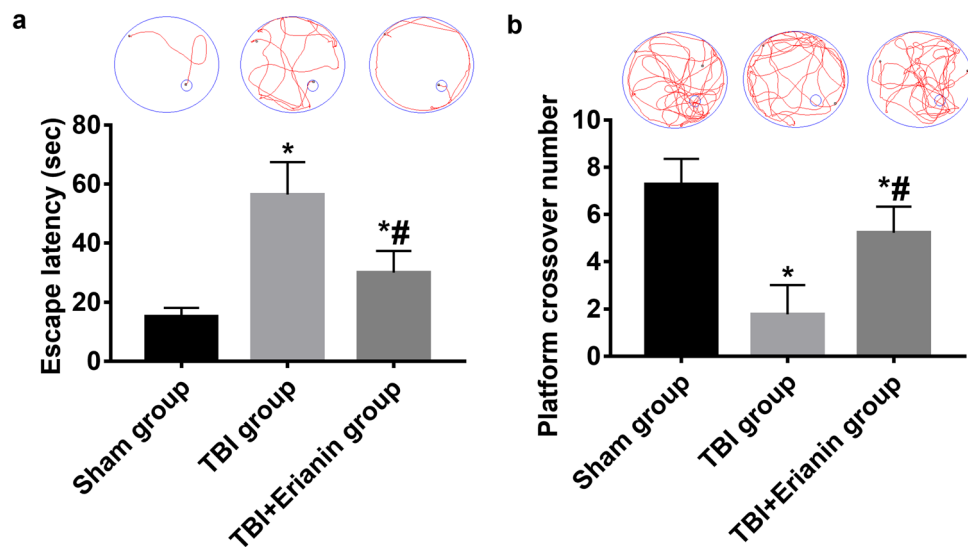 a
Escape latency (sec)
80
60
40
20
0
*
*#
Sham group
TBI group
TBI+Erianin group
b
Platform crossover number
10
8
6
4
2
0
*
*#
Sham group
TBI group
TBI+Erianin group